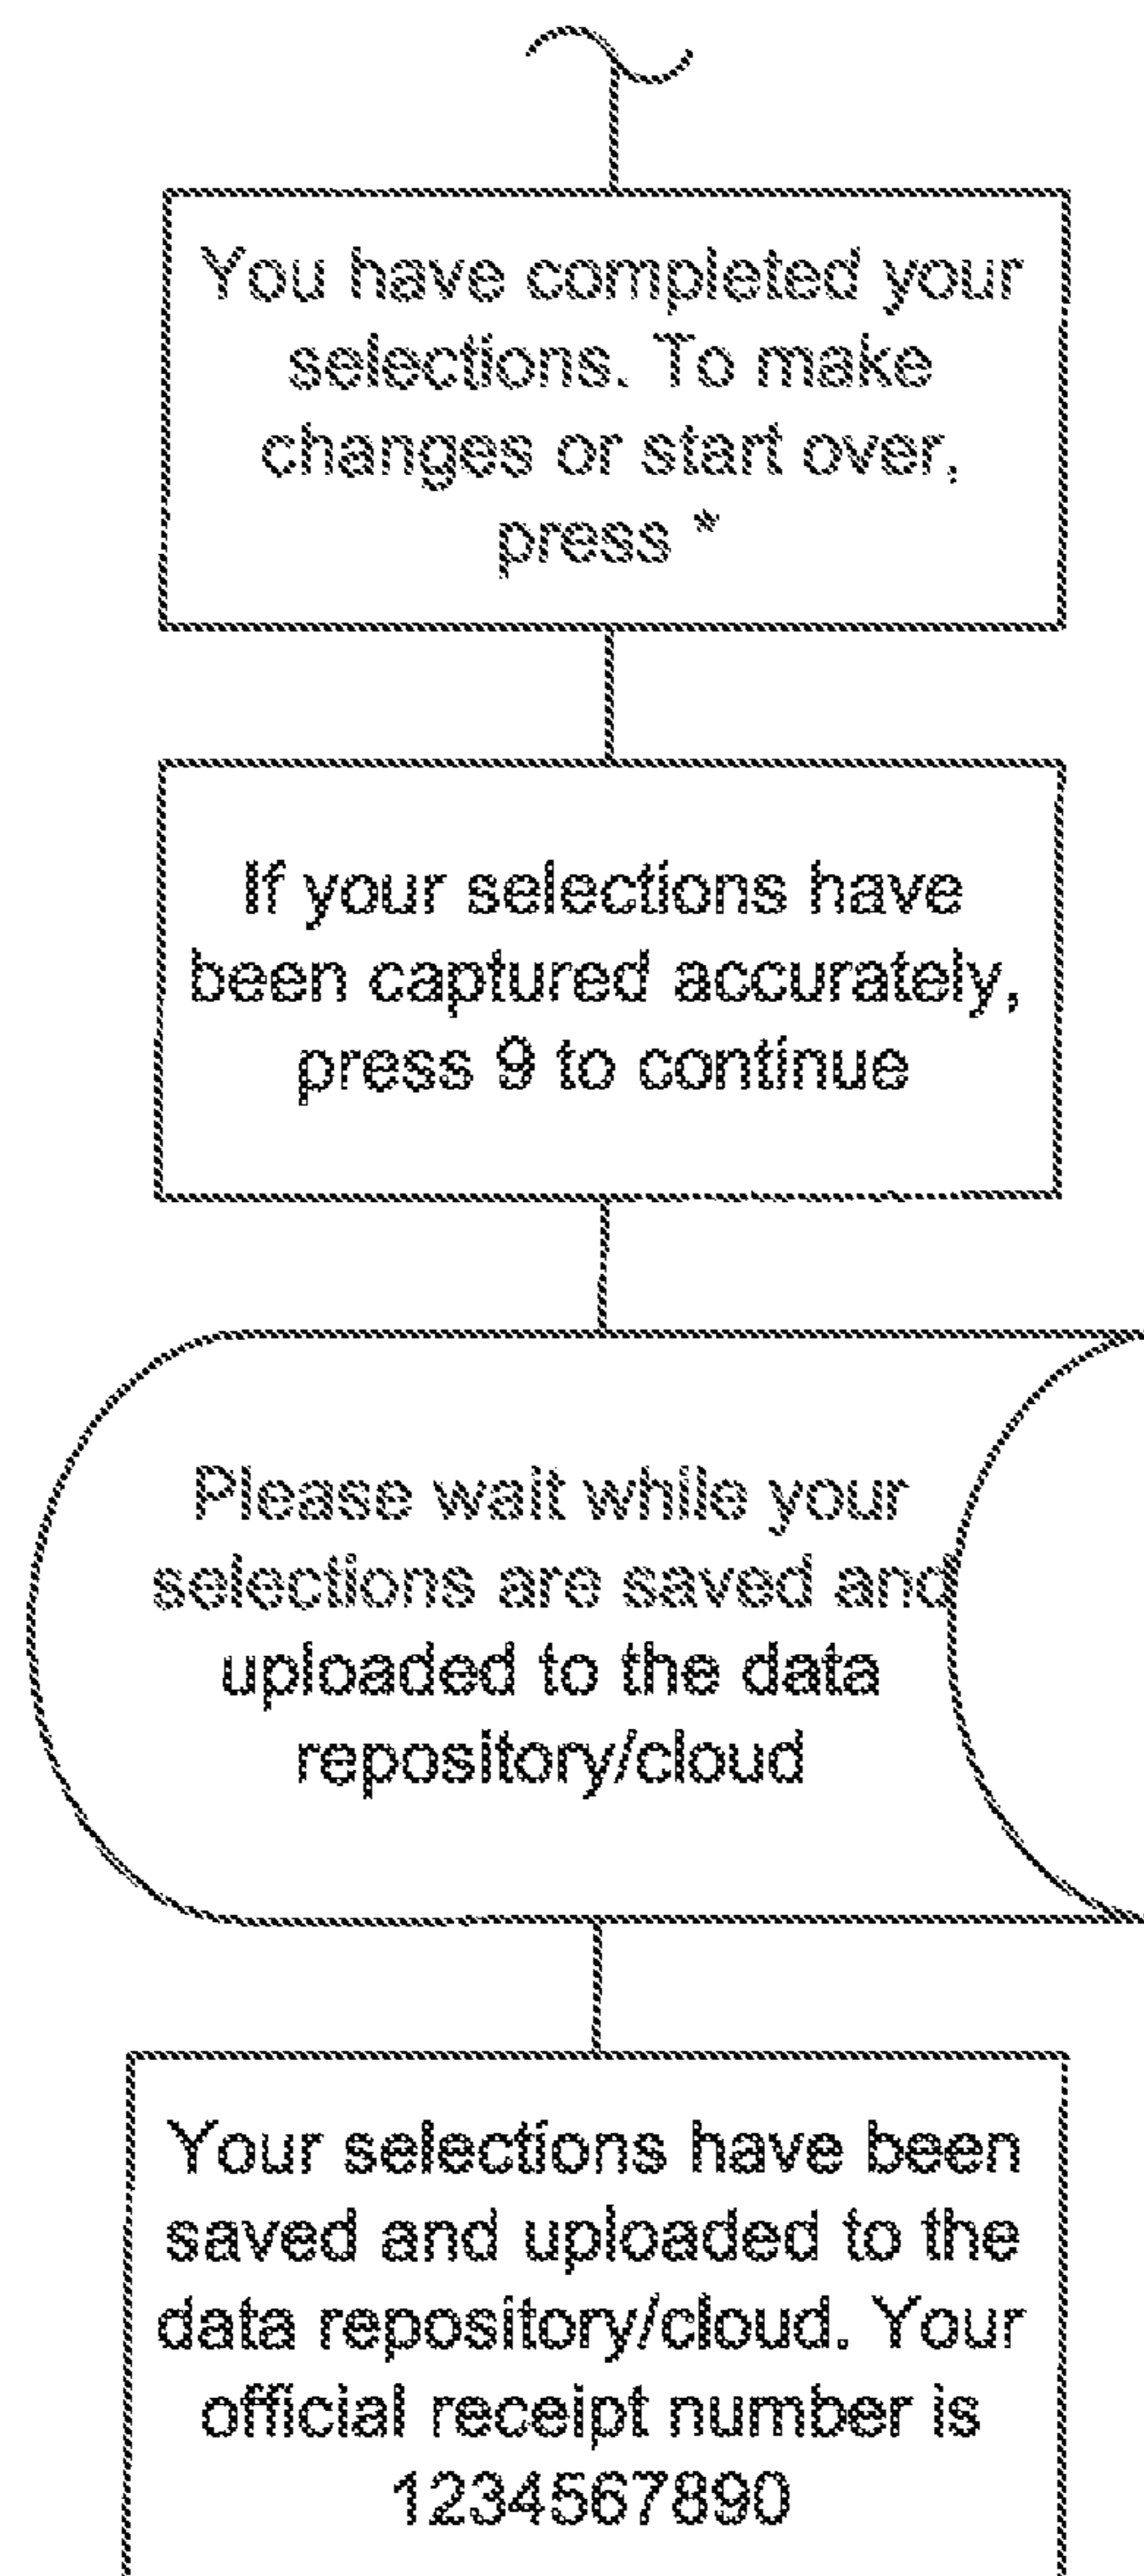 You have completed your
selections. To make
changes or start over,
press *
If your selections have
been captured accurately,
press 9 to continue
Please wait while your
selections are saved and
uploaded to the data
repository/cloud
Your selections have been
saved and uploaded to the
data repository/cloud. Your
official receipt number is
1234567890